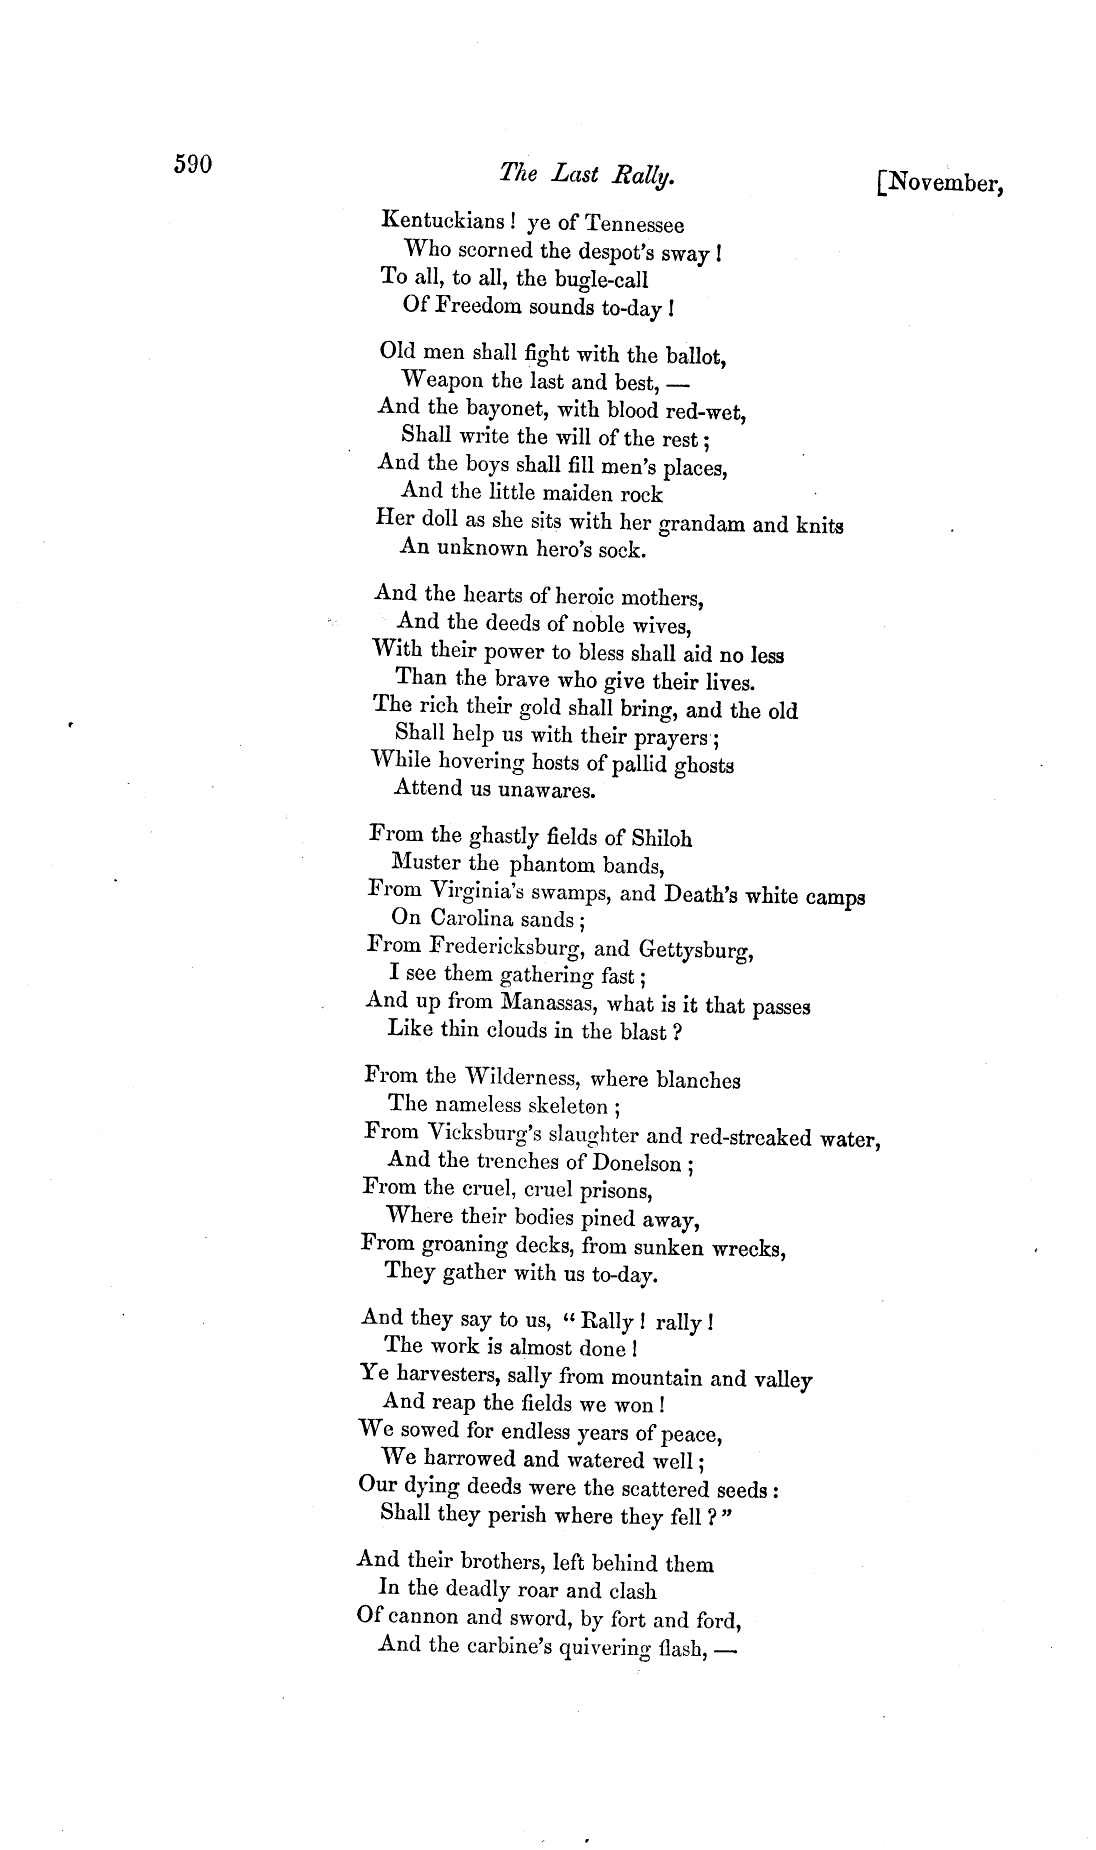 590
The Last Rally.
[November,
Kentuckians! ye of Tennessee
Who scorned the despot's sway!
To all, to all, the bugle-call
Of Freedom sounds to-day!
Old men shall fight with the ballot,
Weapon the last and best, —
And the bayonet, with blood red-wet,
Shall write the will of the rest;
And the boys shall fill men's places,
And the little maiden rock
Her doll as she sits with her grandam and knits
An unknown hero's sock.
And the hearts of heroic mothers,
And the deeds of noble wives,
With their power to bless shall aid no less
Than the brave who give their lives.
The rich their gold shall bring, and the old
Shall help us with their prayers;
While hovering hosts of pallid ghosts
Attend us unawares.
From the ghastly fields of Shiloh
Muster the phantom bands,
From Virginia's swamps, and Death's white camps
On Carolina sands;
From Fredericksburg, and Gettysburg,
I see them gathering fast;
And up from Manassas, what is it that passes
Like thin clouds in the blast?
From the Wilderness, where blanches
The nameless skeleton;
From Vicksburg's slaughter and red-streaked water,
And the trenches of Donelson;
From the cruel, cruel prisons,
Where their bodies pined away,
From groaning decks, from sunken wrecks,
They gather with us to-day.
And they say to us, "Rally! rally!
The work is almost done!
Ye harvesters, sally from mountain and valley
And reap the fields we won!
We sowed for endless years of peace,
We harrowed and watered well;
Our dying deeds were the scattered seeds:
Shall they perish where they fell?"
And their brothers, left behind them
In the deadly roar and clash
Of cannon and sword, by fort and ford,
And the carbine's quivering flash, —